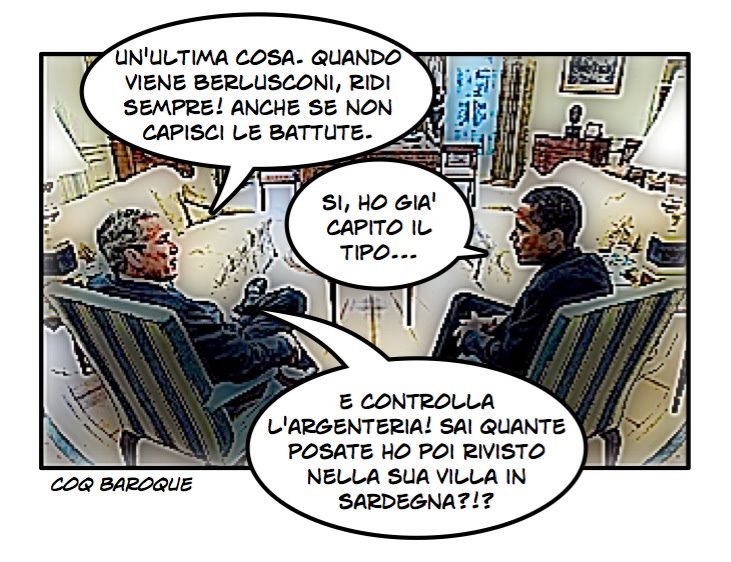 UN'ULTIMA COSA. QUANDO
VIENE BERLUSCONI, RIDI
SEMPRE! ANCHE SE NON
CAPISCI LE BATTUTE.
SI, HO GIA'
CAPITO IL
TIPO...
E CONTROLLA
L'ARGENTERIA! SAI QUANTE
POSATE HO POI RIVISTO
NELLA SUA VILLA IN
SARDEGNA?!?
COQ BAROQUE